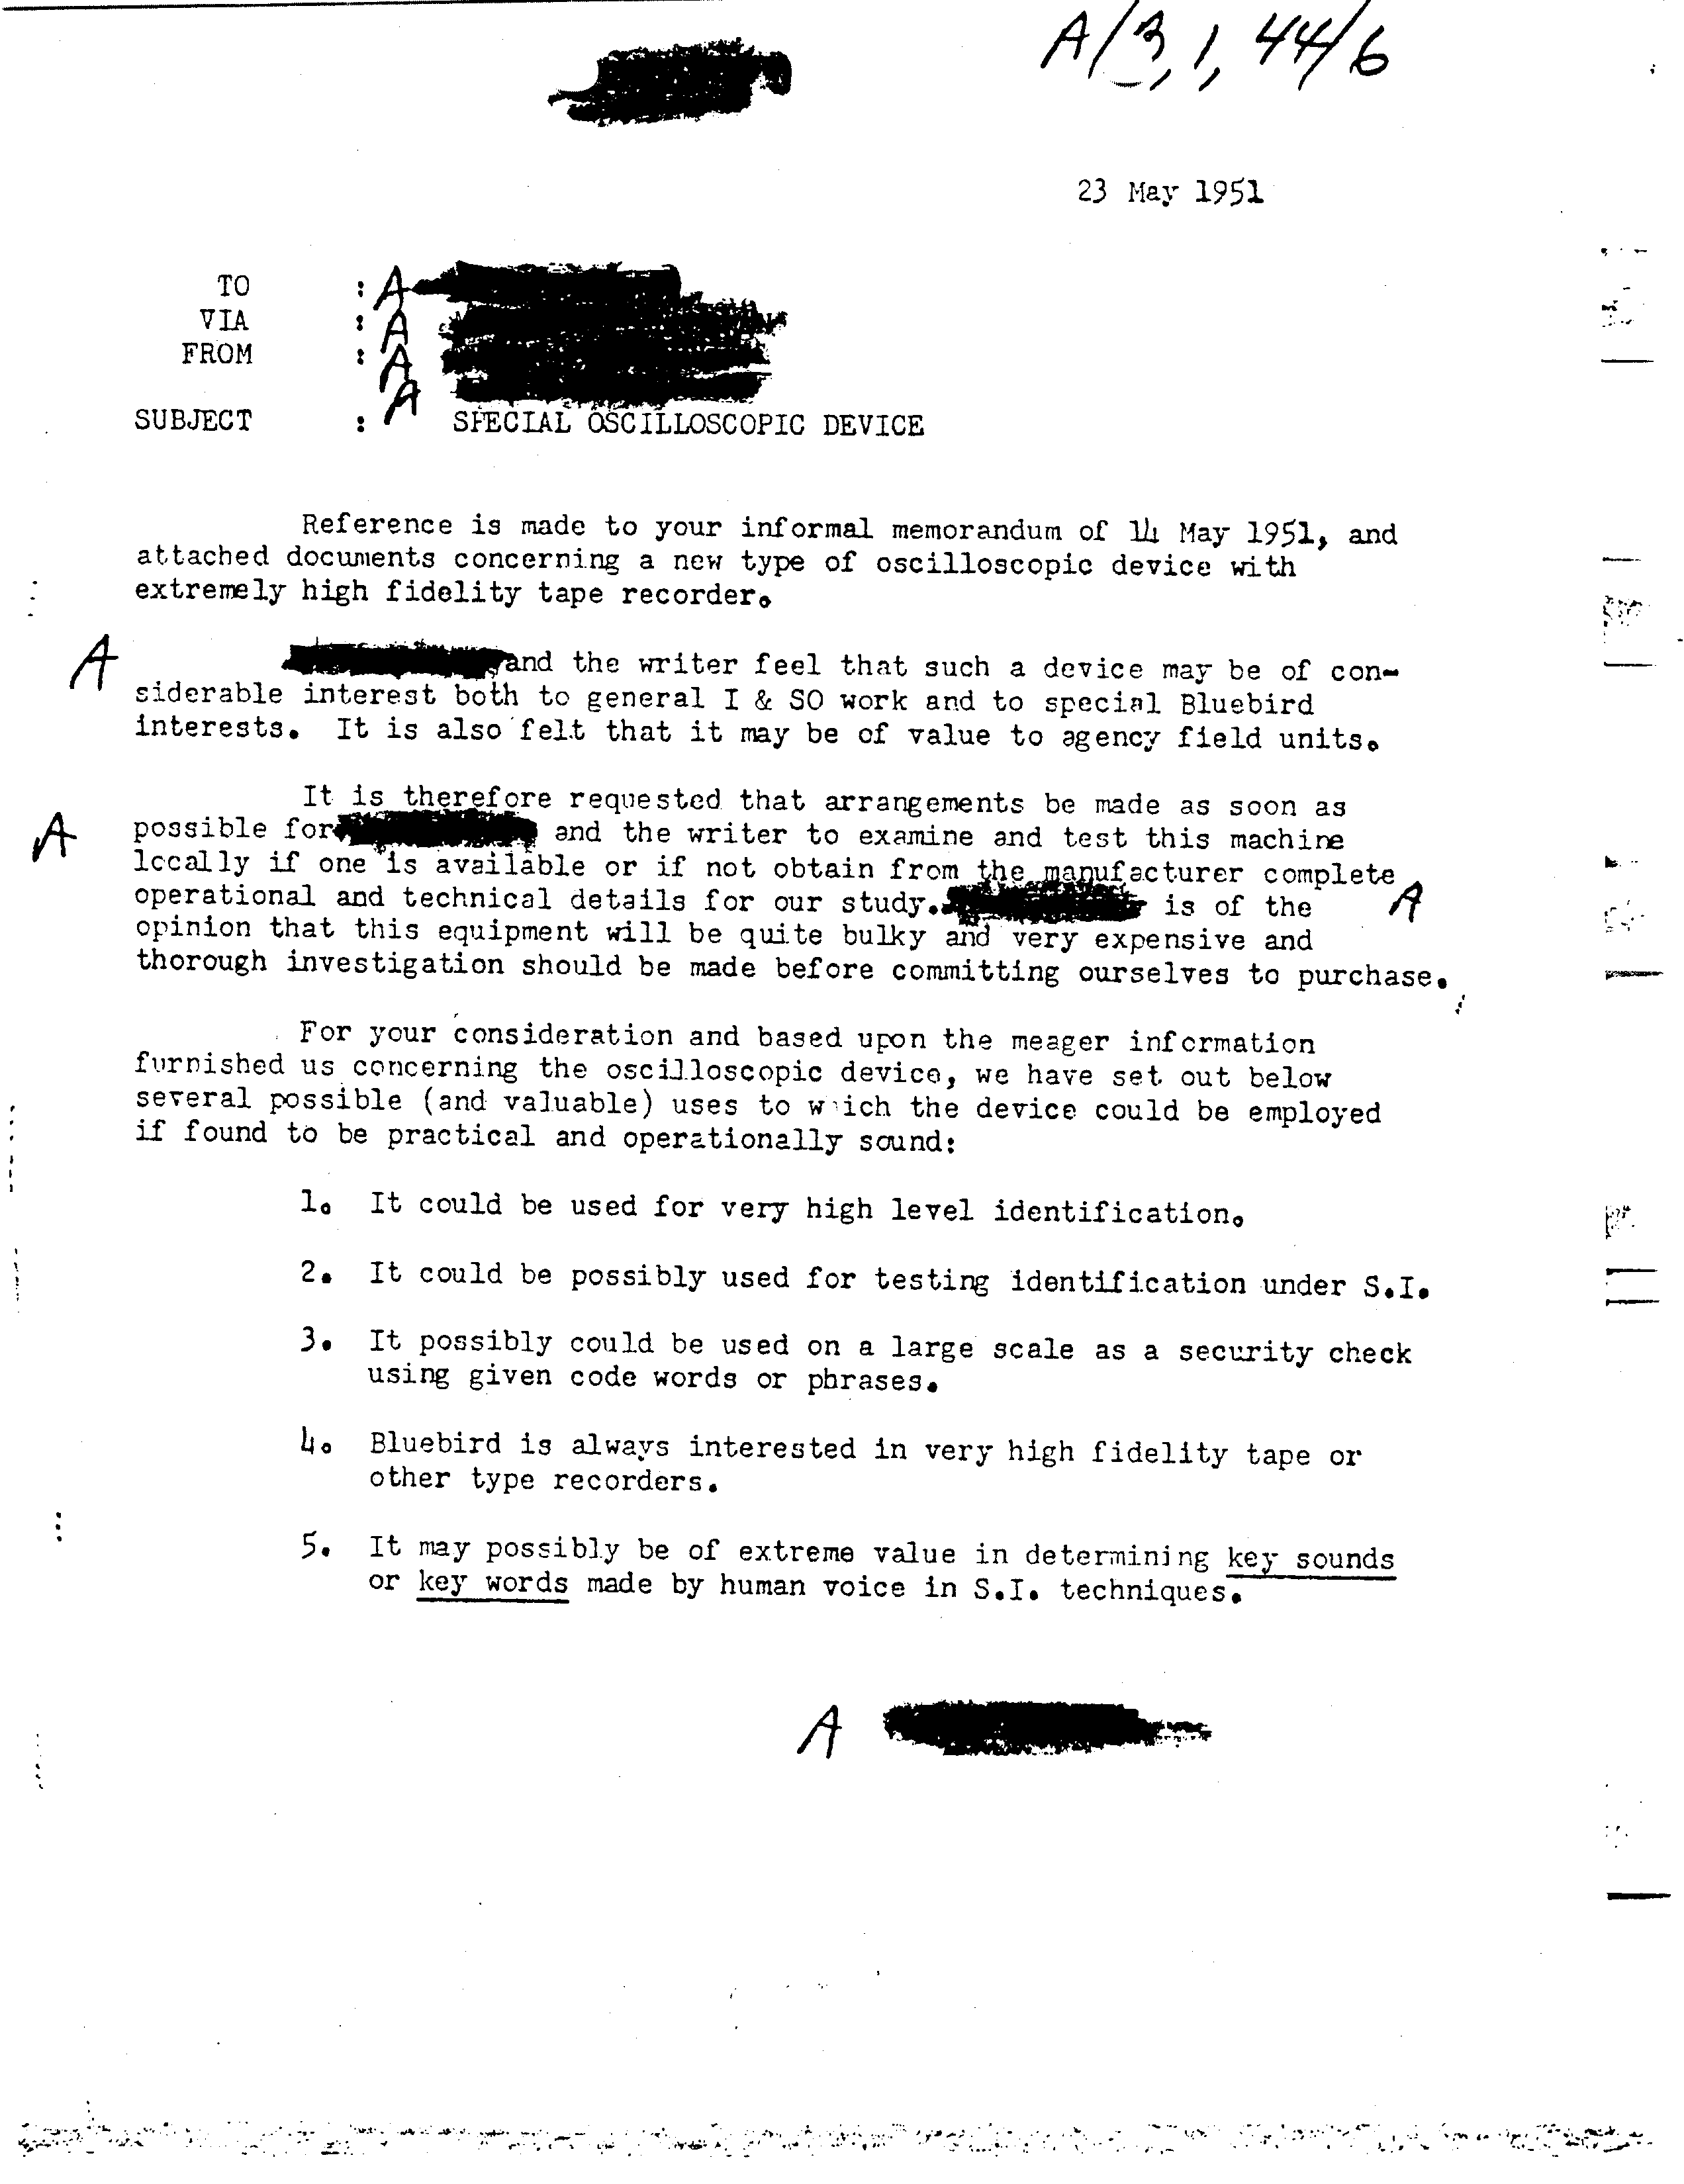 A/3, 1, 44/6
23 May 1951
TO : A
VIA : A
FROM : A
A
SUBJECT : SPECIAL OSCILLOSCOPIC DEVICE
Reference is made to your informal memorandum of 14 May 1951, and
attached documents concerning a new type of oscilloscopic device with
extremely high fidelity tape recorder.
A and the writer feel that such a device may be of con-
siderable interest both to general I & SO work and to special Bluebird
interests. It is also felt that it may be of value to agency field units.
It is therefore requested that arrangements be made as soon as
A possible for and the writer to examine and test this machine
locally if one is available or if not obtain from the manufacturer complete
operational and technical details for our study. is of the A
opinion that this equipment will be quite bulky and very expensive and
thorough investigation should be made before committing ourselves to purchase.
For your consideration and based upon the meager information
furnished us concerning the oscilloscopic device, we have set out below
several possible (and valuable) uses to which the device could be employed
if found to be practical and operationally sound:
1. It could be used for very high level identification.
2. It could be possibly used for testing identification under S.I.
3. It possibly could be used on a large scale as a security check
using given code words or phrases.
4. Bluebird is always interested in very high fidelity tape or
other type recorders.
5. It may possibly be of extreme value in determining key sounds
or key words made by human voice in S.I. techniques.
A